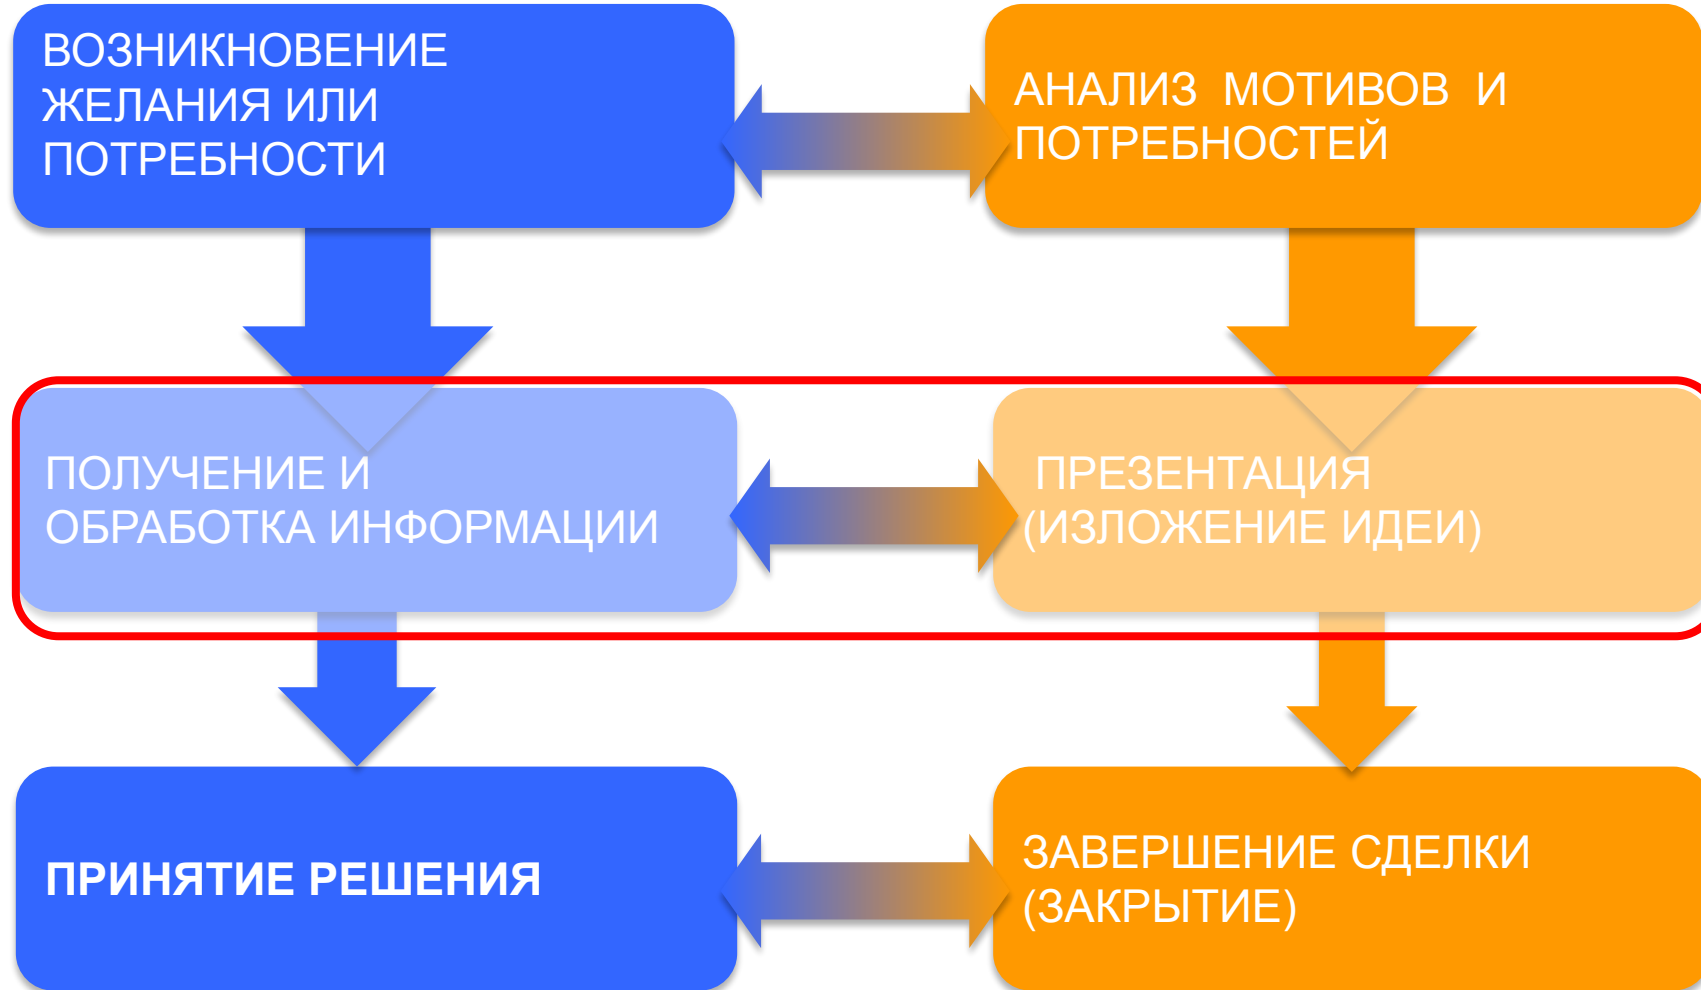 ВОЗНИКНОВЕНИЕ
ЖЕЛАНИЯ ИЛИ
ПОТРЕБНОСТИ
АНАЛИЗ МОТИВОВ И
ПОТРЕБНОСТЕЙ
ПОЛУЧЕНИЕ И
ОБРАБОТКА ИНФОРМАЦИИ
ПРЕЗЕНТАЦИЯ
(ИЗЛОЖЕНИЕ ИДЕИ)
ПРИНЯТИЕ РЕШЕНИЯ
ЗАВЕРШЕНИЕ СДЕЛКИ
(ЗАКРЫТИЕ)